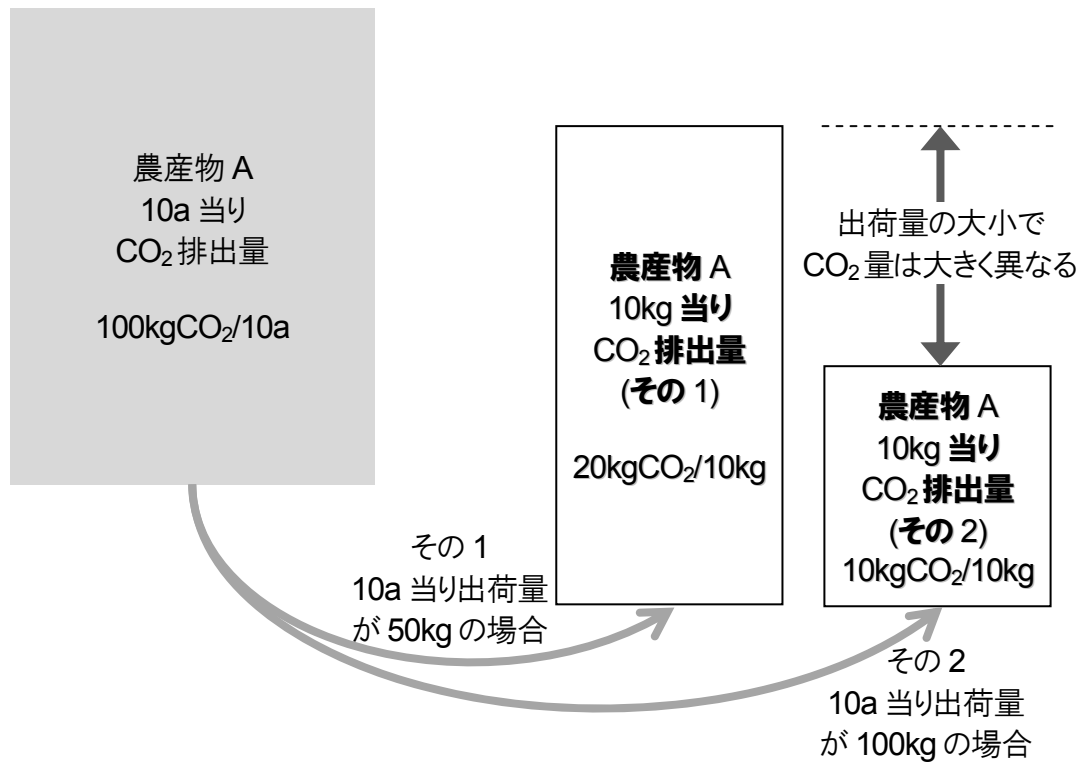 農産物 A
10a 当り
CO₂ 排出量
100kgCO₂/10a
農産物 A
10kg 当り
CO₂ 排出量
(その 1)
20kgCO₂/10kg
出荷量の大小で
CO₂ 量は大きく異なる
農産物 A
10kg 当り
CO₂ 排出量
(その 2)
10kgCO₂/10kg
その 1
10a 当り出荷量
が 50kg の場合
その 2
10a 当り出荷量
が 100kg の場合